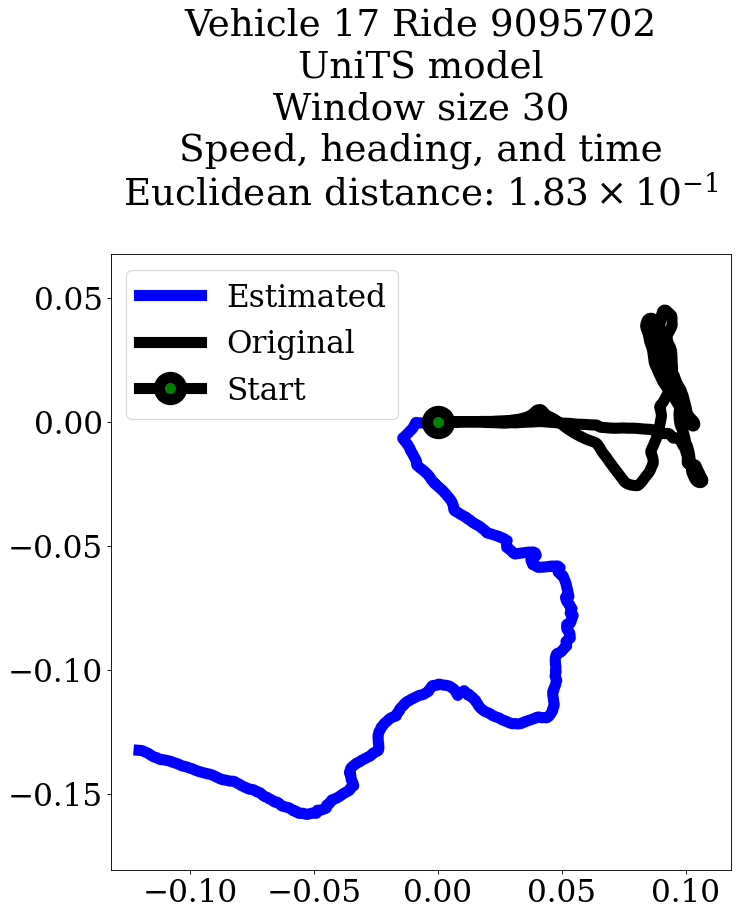 Vehicle 17 Ride 9095702
UniTS model
Window size 30
Speed, heading, and time
Euclidean distance: 1.83 × 10⁻¹
Estimated
Original
Start
0.05
0.00
−0.05
−0.10
−0.15
−0.10 −0.05 0.00 0.05 0.10